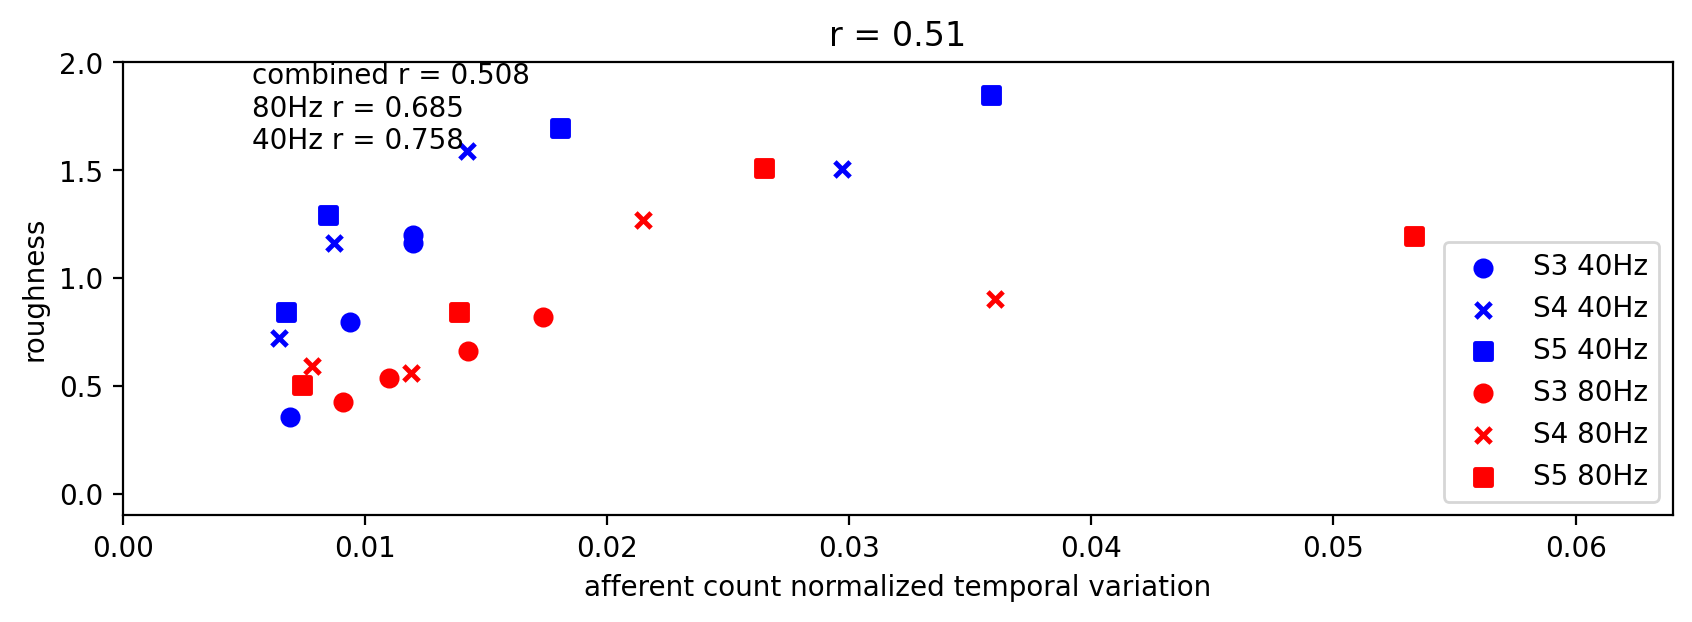 r = 0.51
combined r = 0.508
80Hz r = 0.685
40Hz r = 0.758
roughness
2.0
1.5
1.0
0.5
0.0
S3 40Hz
S4 40Hz
S5 40Hz
S3 80Hz
S4 80Hz
S5 80Hz
0.00 0.01 0.02 0.03 0.04 0.05 0.06
afferent count normalized temporal variation